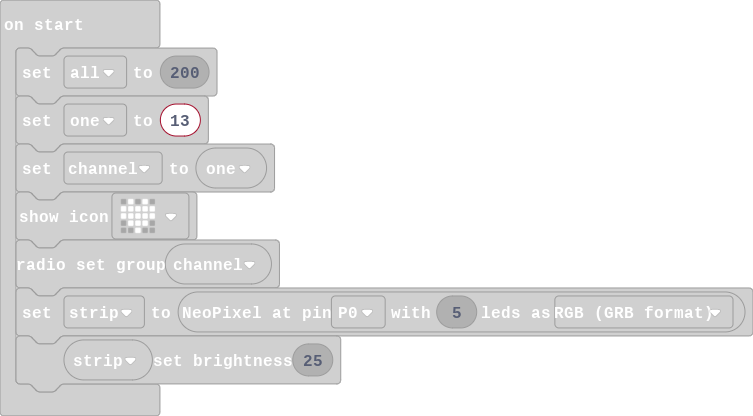 on start
set all to 200
set one to 13
set channel to one
show icon
radio set group channel
set strip to NeoPixel at pin P0 with 5 leds as RGB (GRB format)
strip set brightness 25